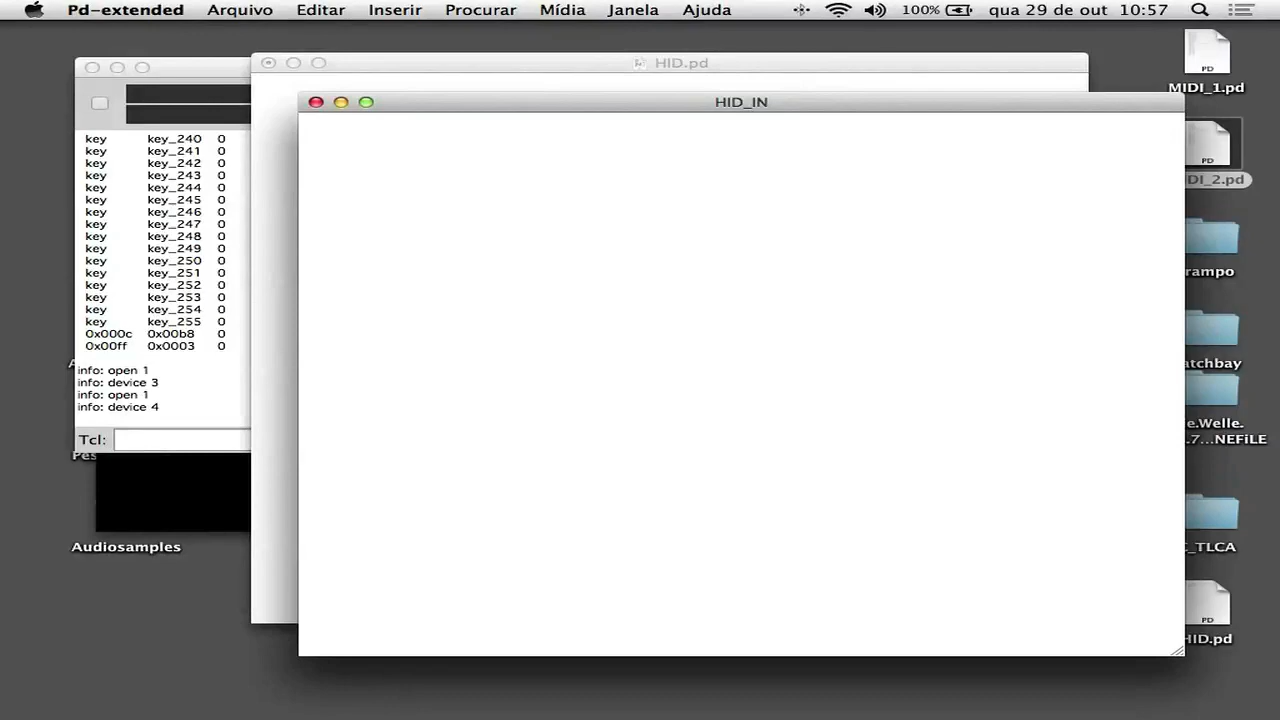 Pd-extended Arquivo Editar Inserir Procurar Mídia Janela Ajuda 100% qua 29 de out 10:57
HID.pd
HID_IN
key key_240 0
key key_241 0
key key_242 0
key key_243 0
key key_244 0
key key_245 0
key key_246 0
key key_247 0
key key_248 0
key key_249 0
key key_250 0
key key_251 0
key key_252 0
key key_253 0
key key_254 0
key key_255 0
0x000c 0x00b8 0
0x00ff 0x0003 0
info: open 1
info: device 3
info: open 1
info: device 4
Tcl:
Pes
Audiosamples
PD
MIDI_1.pd
PD
DI_2.pd
rampo
atchbay
e.Welle.
.7...NEFiLE
_TLCA
PD
HID.pd